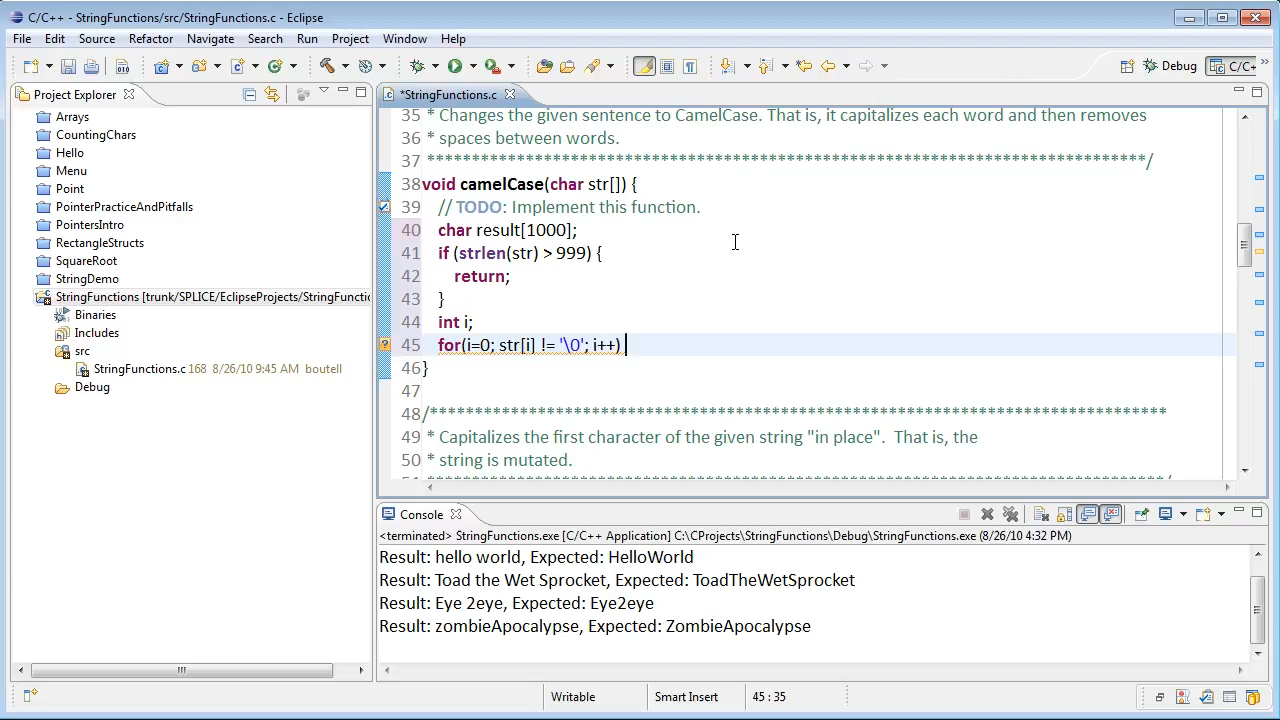 C/C++ - StringFunctions/src/StringFunctions.c - Eclipse
File Edit Source Refactor Navigate Search Run Project Window Help
Debug C/C+
Project Explorer
Arrays
CountingChars
Hello
Menu
Point
PointerPracticeAndPitfalls
PointersIntro
RectangleStructs
SquareRoot
StringDemo
StringFunctions [trunk/SPLICE/EclipseProjects/StringFunctio
Binaries
Includes
src
StringFunctions.c 168 8/26/10 9:45 AM boutell
Debug
*StringFunctions.c
35 * Changes the given sentence to CamelCase. That is, it capitalizes each word and then removes
36 * spaces between words.
37 ********************************************************************************/
38 void camelCase(char str[]) {
39 // TODO: Implement this function.
40 char result[1000];
41 if (strlen(str) > 999) {
42 return;
43 }
44 int i;
45 for(i=0; str[i] != '\0'; i++)
46 }
47
48 /**********************************************************************************
49 * Capitalizes the first character of the given string "in place".  That is, the
50 * string is mutated.
Console
<terminated> StringFunctions.exe [C/C++ Application] C:\CProjects\StringFunctions\Debug\StringFunctions.exe (8/26/10 4:32 PM)
Result: hello world, Expected: HelloWorld
Result: Toad the Wet Sprocket, Expected: ToadTheWetSprocket
Result: Eye 2eye, Expected: Eye2eye
Result: zombieApocalypse, Expected: ZombieApocalypse
Writable Smart Insert 45 : 35